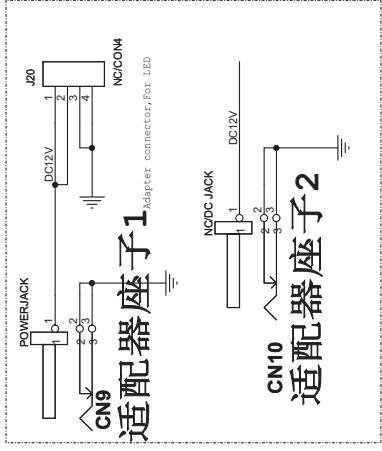 POWERJACK
1
1
2
2
3
3
CN9
适配器座子1
J20
DC12V
1
2
3
4
NC/CON4
Adapter connector,For LED
NC/DC JACK
DC12V
1
1
2
2
3
3
CN10
适配器座子2